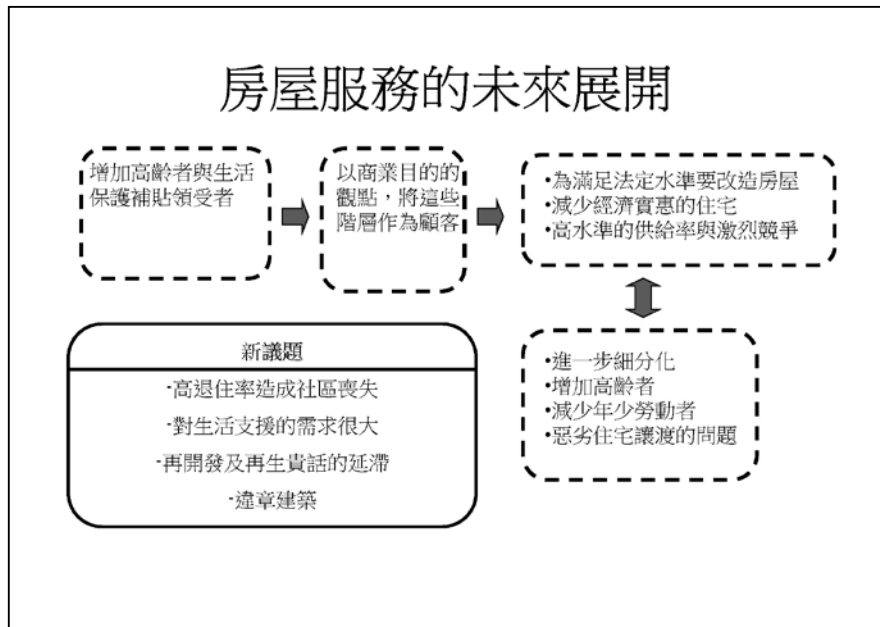 房屋服務的未來展開
增加高齡者與生活
保護補貼領受者
以商業目的的
觀點，將這些
階層作為顧客
•為滿足法定水準要改造房屋
•減少經濟實惠的住宅
•高水準的供給率與激烈競爭
•進一步細分化
•增加高齡者
•減少年少勞動者
•惡劣住宅讓渡的問題
新議題
-高退住率造成社區喪失
-對生活支援的需求很大
-再開發及再生貴話的延滯
-違章建築